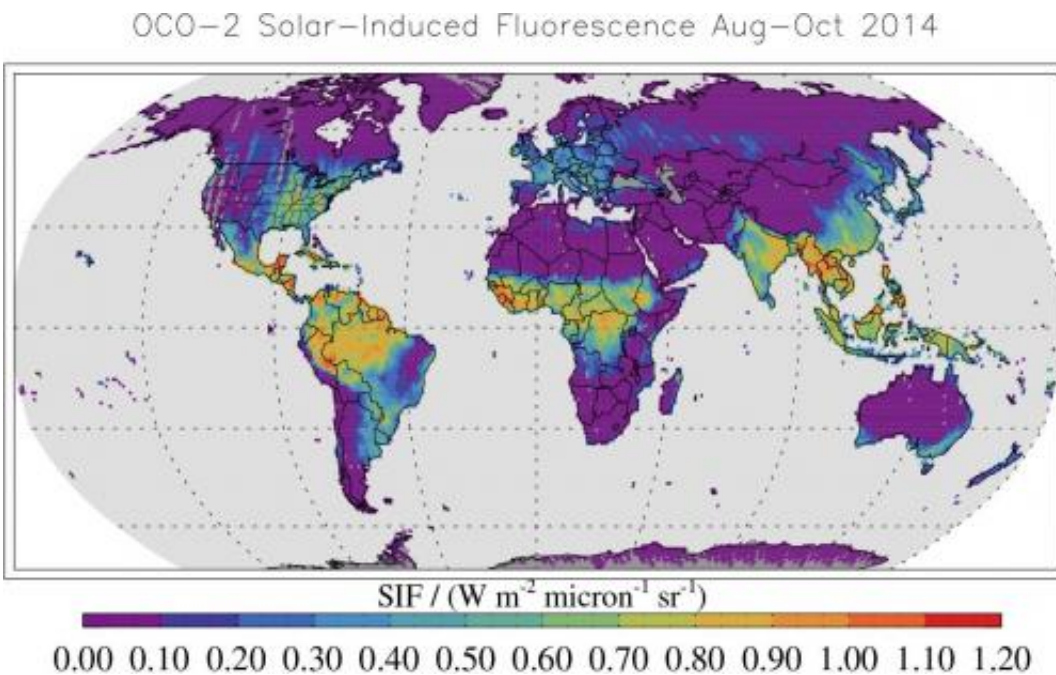 OCO-2 Solar-Induced Fluorescence Aug-Oct 2014
SIF / (W m⁻² micron⁻¹ sr⁻¹)
0.00 0.10 0.20 0.30 0.40 0.50 0.60 0.70 0.80 0.90 1.00 1.10 1.20